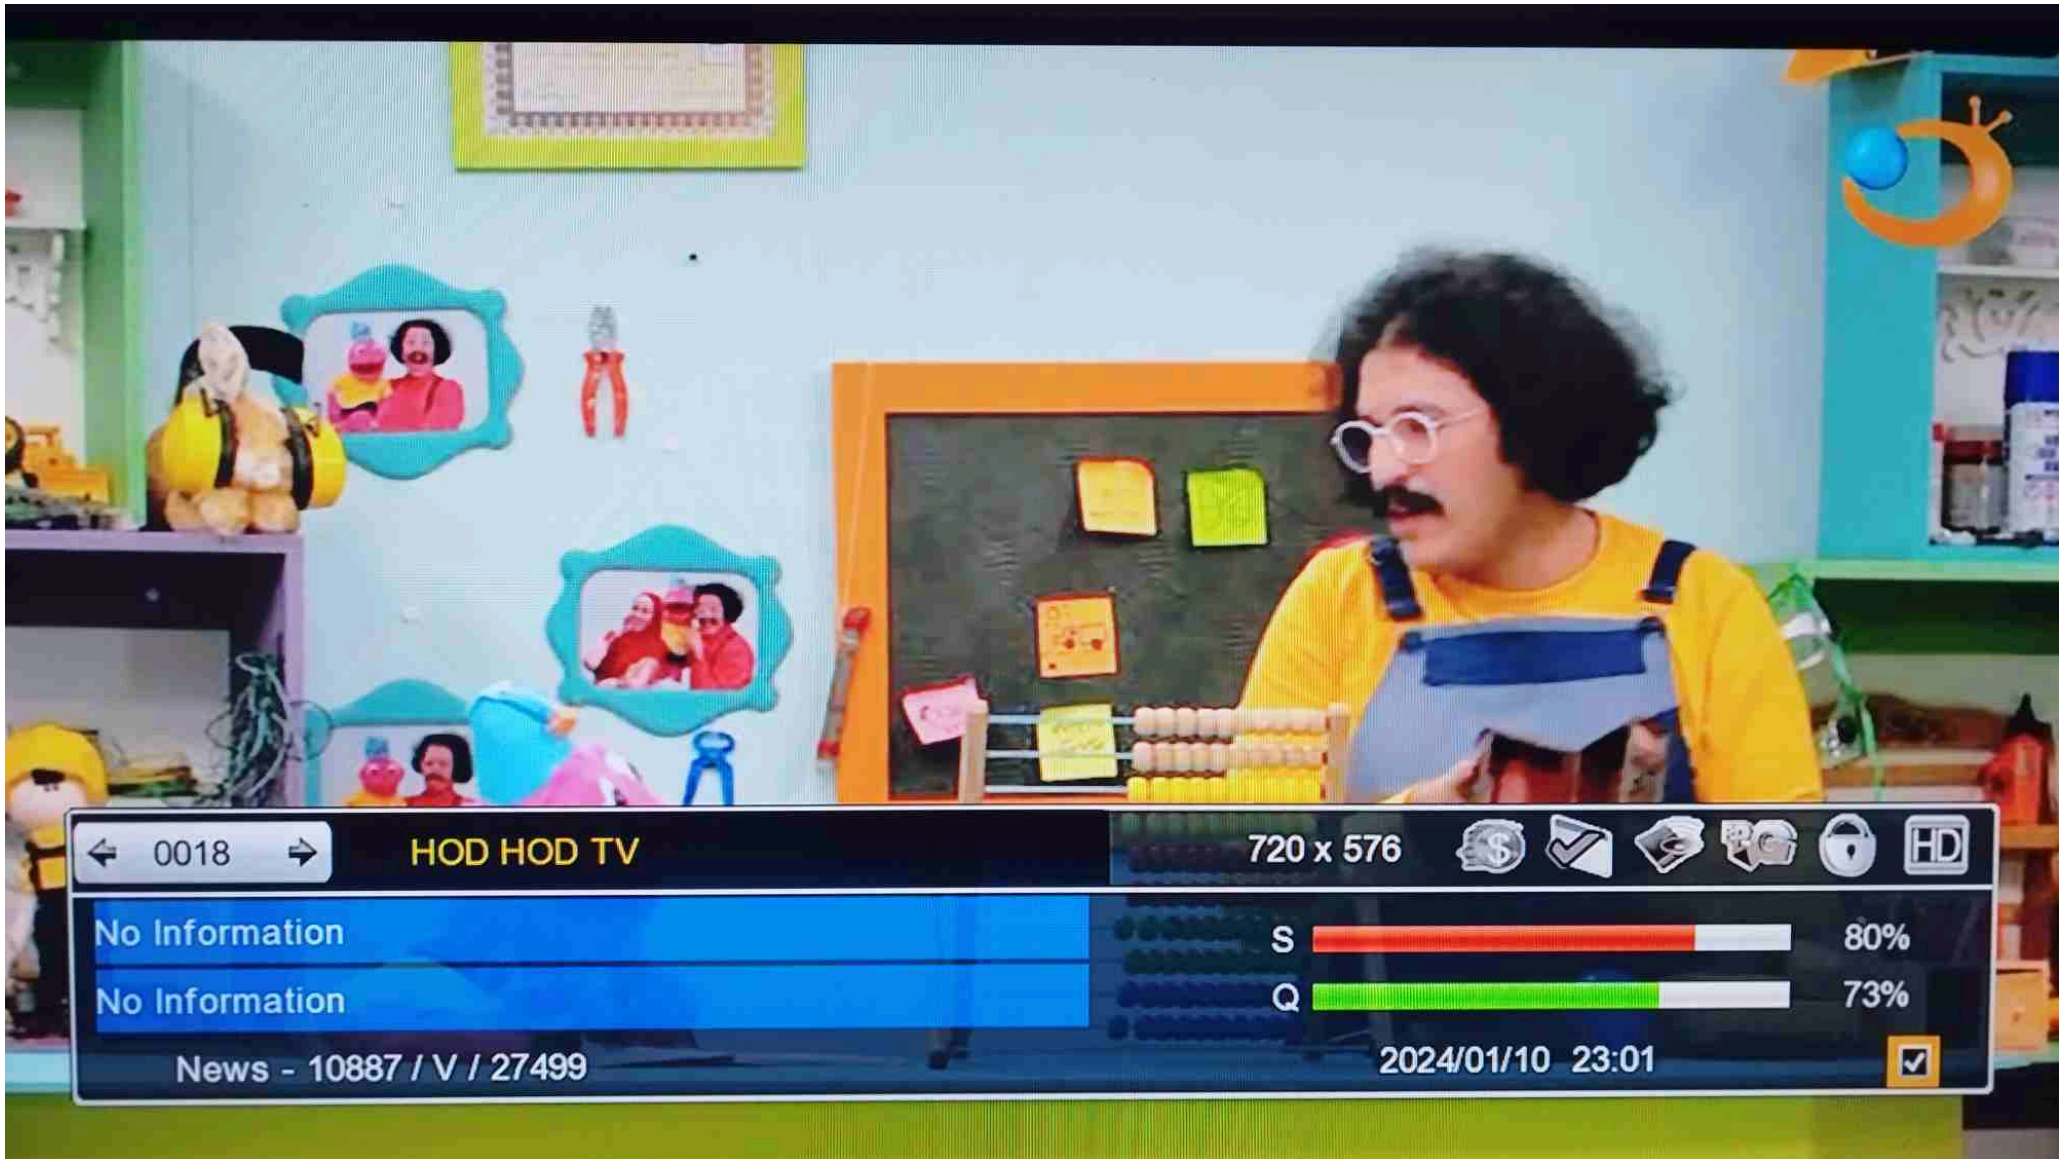 0018
HOD HOD TV
720 x 576
HD
No Information
S 80%
No Information
Q 73%
News - 10887 / V / 27499
2024/01/10 23:01